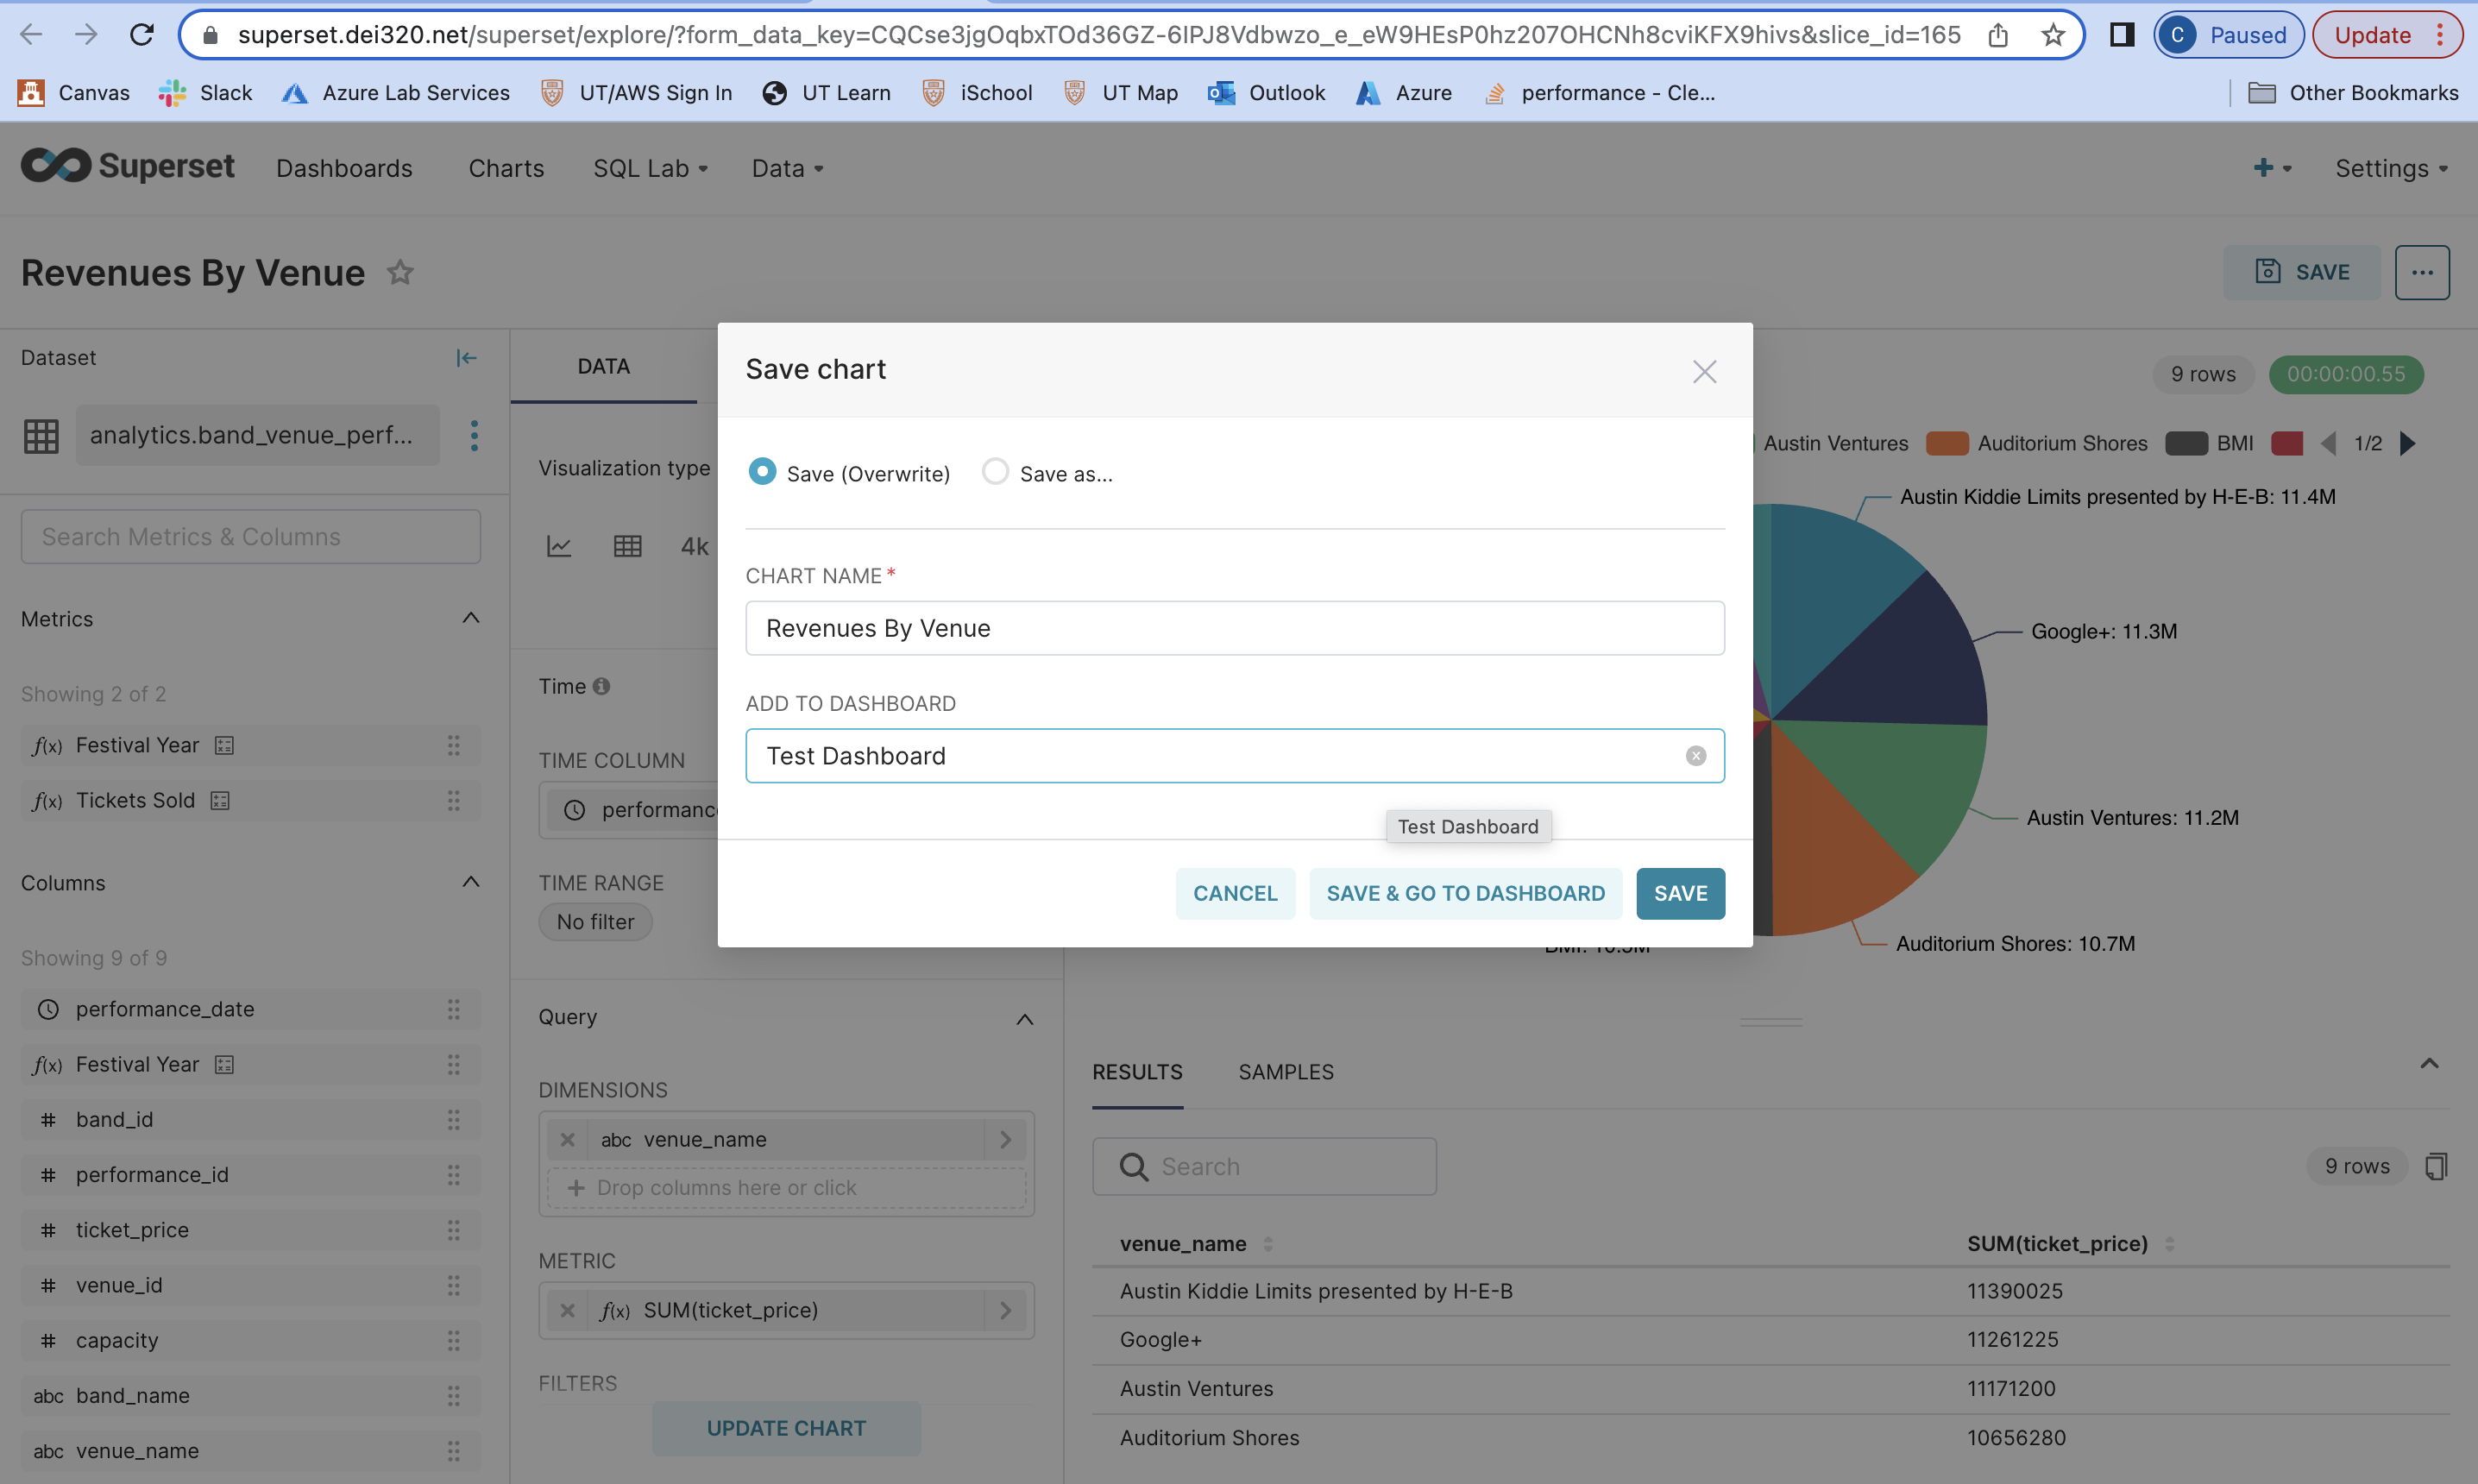 superset.dei320.net/superset/explore/?form_data_key=CQCse3jgOqbxTOd36GZ-6IPJ8Vdbwzo_e_eW9HEsP0hz207OHCNh8cviKFX9hivs&slice_id=165
C Paused
Update
Canvas
Slack
Azure Lab Services
UT/AWS Sign In
UT Learn
iSchool
UT Map
Outlook
Azure
performance - Cle...
Other Bookmarks
Superset
Dashboards
Charts
SQL Lab
Data
+
Settings
Revenues By Venue
SAVE
...
Dataset
analytics.band_venue_perf...
Search Metrics & Columns
Metrics
Showing 2 of 2
f(x) Festival Year
f(x) Tickets Sold
Columns
Showing 9 of 9
performance_date
f(x) Festival Year
# band_id
# performance_id
# ticket_price
# venue_id
# capacity
abc band_name
abc venue_name
DATA
Visualization type
4k
Time
TIME COLUMN
TIME RANGE
No filter
Query
DIMENSIONS
abc venue_name
+ Drop columns here or click
METRIC
f(x) SUM(ticket_price)
FILTERS
UPDATE CHART
Save chart
Save (Overwrite)
Save as...
CHART NAME *
Revenues By Venue
ADD TO DASHBOARD
Test Dashboard
Test Dashboard
CANCEL
SAVE & GO TO DASHBOARD
SAVE
9 rows
00:00:00.55
Austin Ventures
Auditorium Shores
BMI
1/2
Austin Kiddie Limits presented by H-E-B: 11.4M
Google+: 11.3M
Austin Ventures: 11.2M
Auditorium Shores: 10.7M
RESULTS
SAMPLES
Search
9 rows
venue_name SUM(ticket_price)
Austin Kiddie Limits presented by H-E-B 11390025
Google+ 11261225
Austin Ventures 11171200
Auditorium Shores 10656280